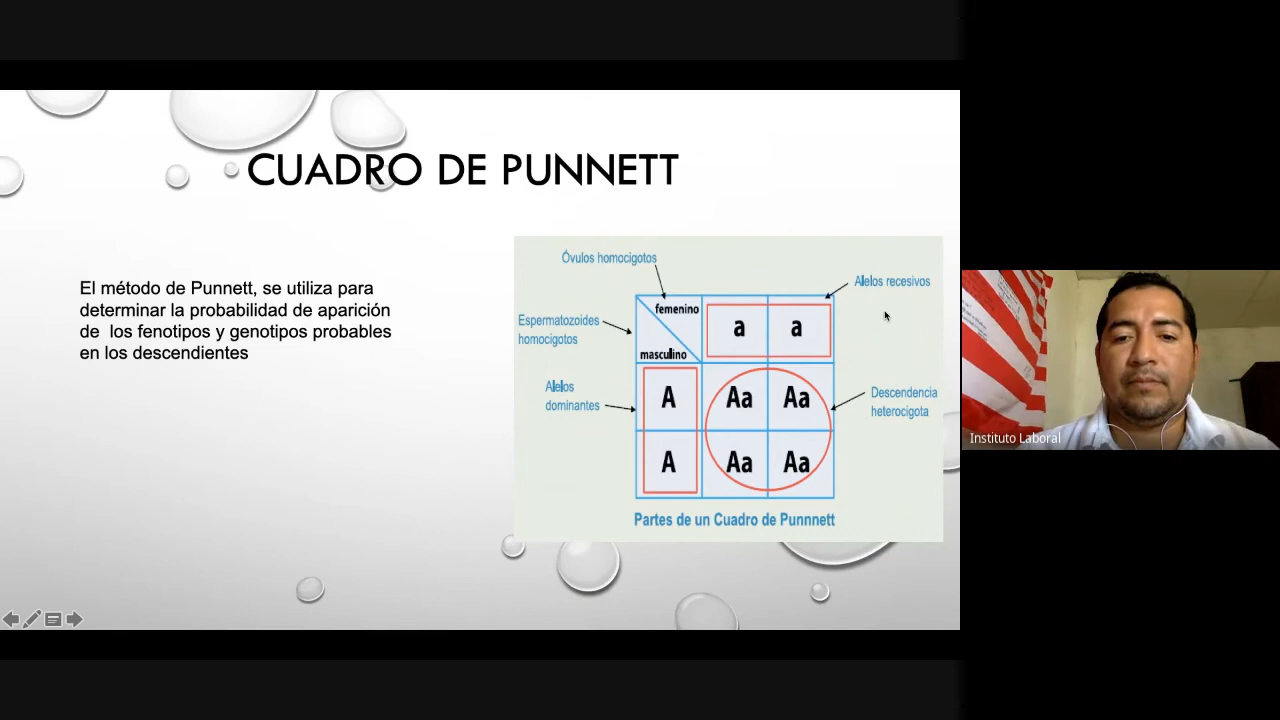 CUADRO DE PUNNETT
El método de Punnett, se utiliza para
determinar la probabilidad de aparición
de los fenotipos y genotipos probables
en los descendientes
Óvulos homocigotos
Alelos recesivos
femenino
Espermatozoides
homocigotos
masculino
a a
Alelos
dominantes
A Aa Aa
Descendencia
heterocigota
A Aa Aa
Partes de un Cuadro de Punnnett
Instituto Laboral